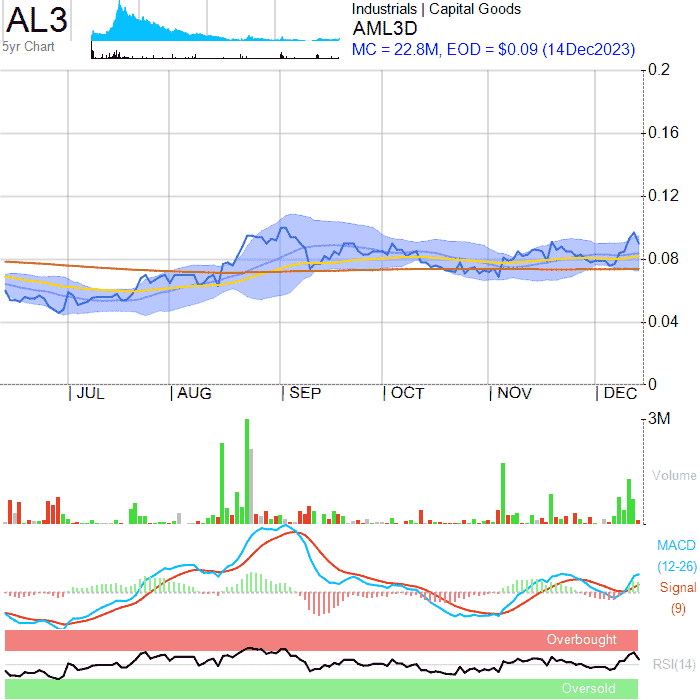 AL3
5yr Chart
Industrials | Capital Goods
AML3D
MC = 22.8M, EOD = $0.09 (14Dec2023)
0.2
0.16
0.12
0.08
0.04
0
JUL AUG SEP OCT NOV DEC
3M
Volume
MACD
(12-26)
Signal
(9)
Overbought
RSI(14)
Oversold